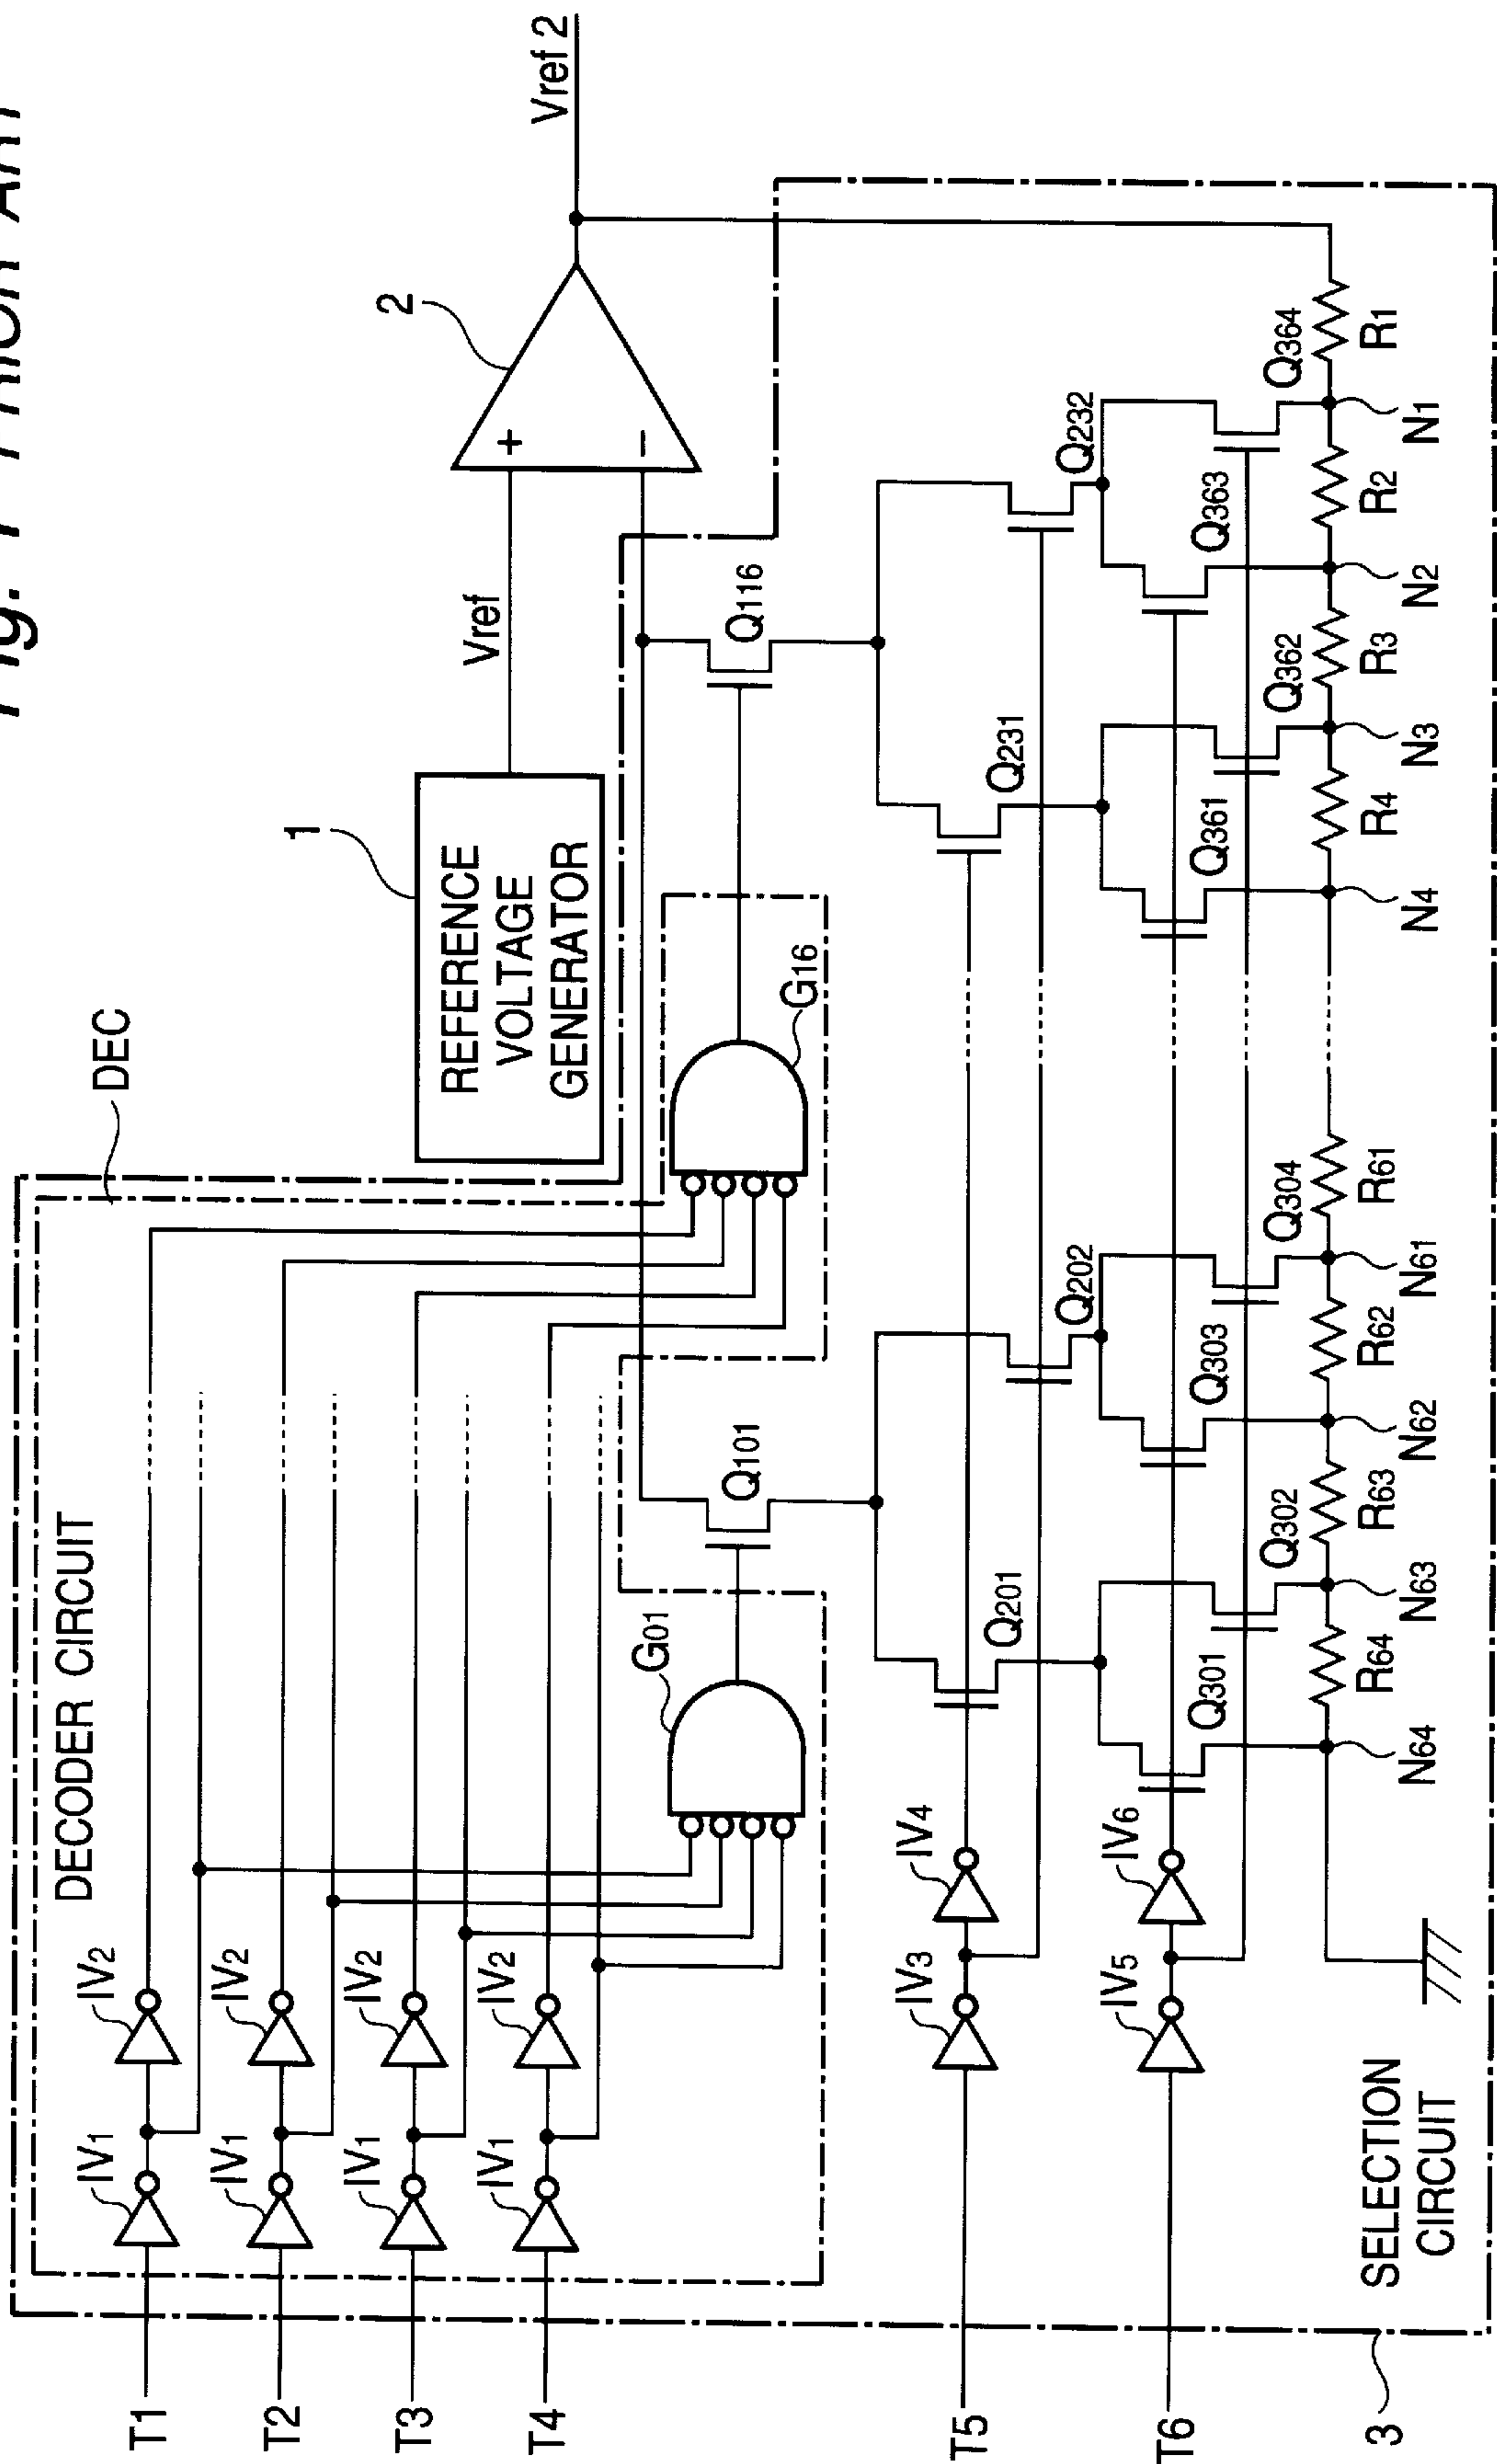 Fig. 1 PRIOR ART
DECODER CIRCUIT
DEC
T1
IV1
IV2
T2
IV1
IV2
T3
IV1
IV2
T4
IV1
IV2
G01
G16
1
REFERENCE
VOLTAGE
GENERATOR
Vref
2
+
−
Vref 2
Q101
Q116
T5
IV3
IV4
Q201
Q202
Q231
Q232
T6
IV5
IV6
Q301
Q302
Q303
Q304
Q361
Q362
Q363
Q364
R64
R63
R62
R61
R4
R3
R2
R1
N64
N63
N62
N61
N4
N3
N2
N1
SELECTION
CIRCUIT
3